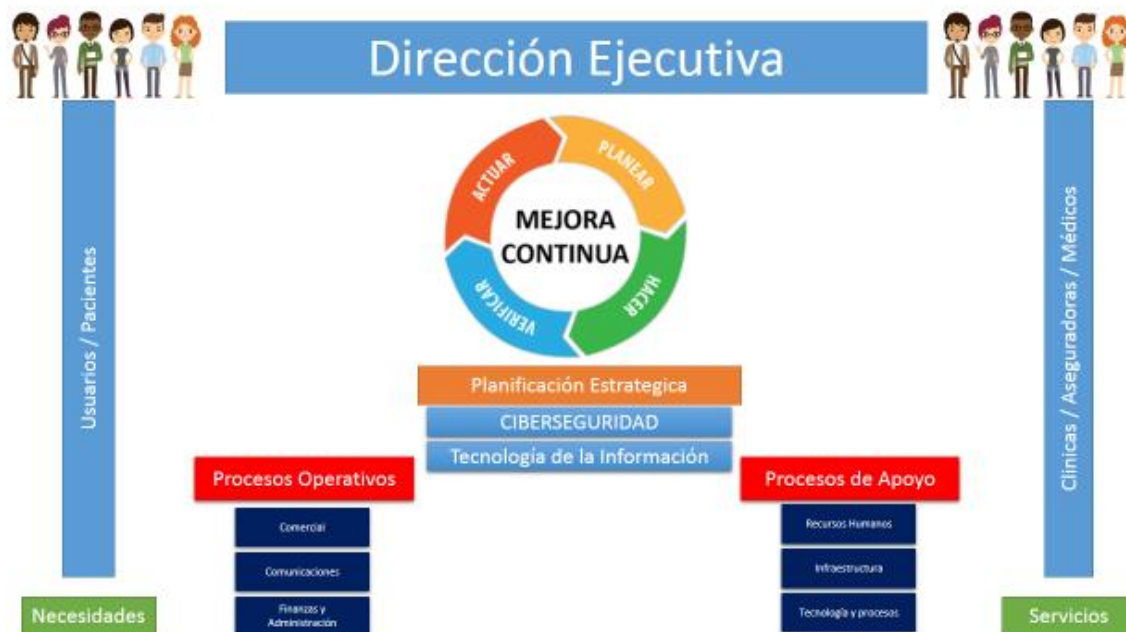 Dirección Ejecutiva
Usuarios / Pacientes
ACTUAR
PLANEAR
MEJORA
CONTINUA
VERIFICAR
HACER
Planificación Estrategica
CIBERSEGURIDAD
Tecnología de la Información
Procesos Operativos
Comercial
Comunicaciones
Finanzas y
Administración
Procesos de Apoyo
Recursos Humanos
Infraestructura
Tecnología y procesos
Clinicas / Aseguradoras / Médicos
Necesidades
Servicios